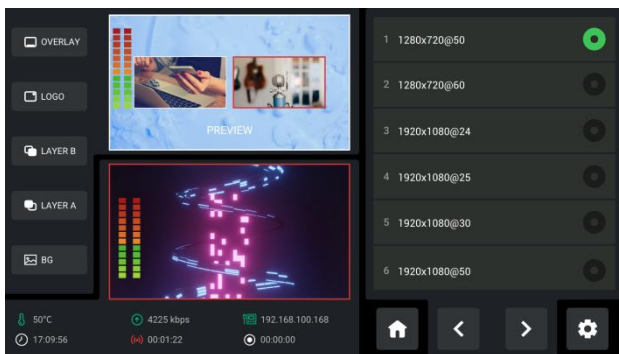 OVERLAY
LOGO
LAYER B
LAYER A
BG
PREVIEW
50°C
4225 kbps
192.168.100.168
17:09:56
00:01:22
00:00:00
1 1280x720@50
2 1280x720@60
3 1920x1080@24
4 1920x1080@25
5 1920x1080@30
6 1920x1080@50